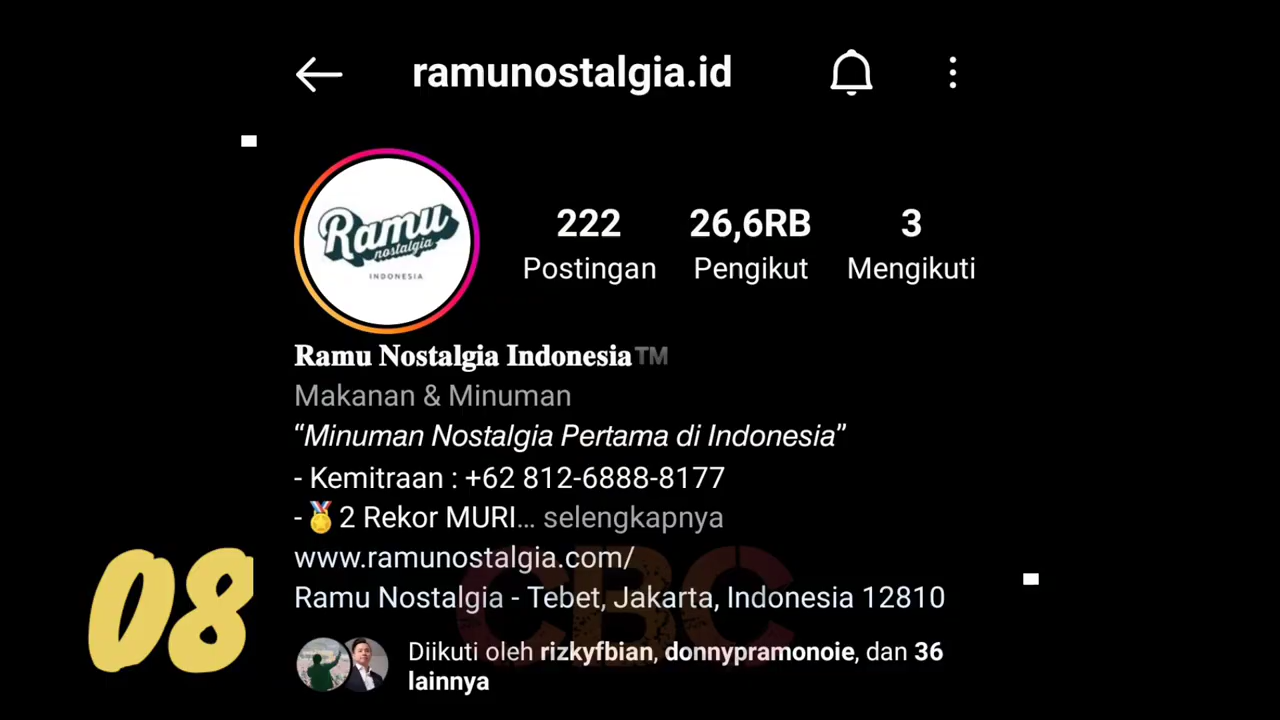 ramunostalgia.id
Ramu
nostalgia
INDONESIA
222
26,6RB
3
Postingan
Pengikut
Mengikuti
Ramu Nostalgia Indonesia™
Makanan & Minuman
“Minuman Nostalgia Pertama di Indonesia”
- Kemitraan : +62 812-6888-8177
-🏅2 Rekor MURI... selengkapnya
www.ramunostalgia.com/
Ramu Nostalgia - Tebet, Jakarta, Indonesia 12810
Diikuti oleh rizkyfbian, donnypramonoie, dan 36
lainnya
08
CBC